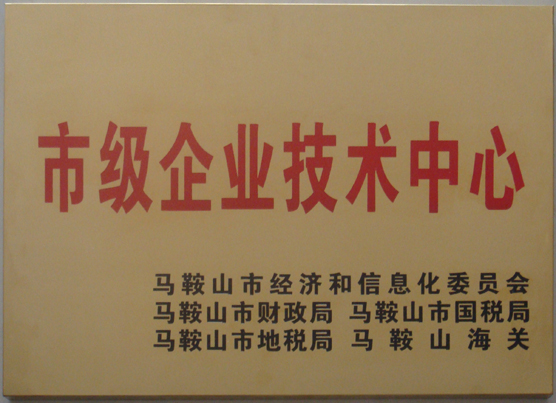 市级企业技术中心
马鞍山市经济和信息化委员会
马鞍山市财政局 马鞍山市国税局
马鞍山市地税局 马鞍山海关